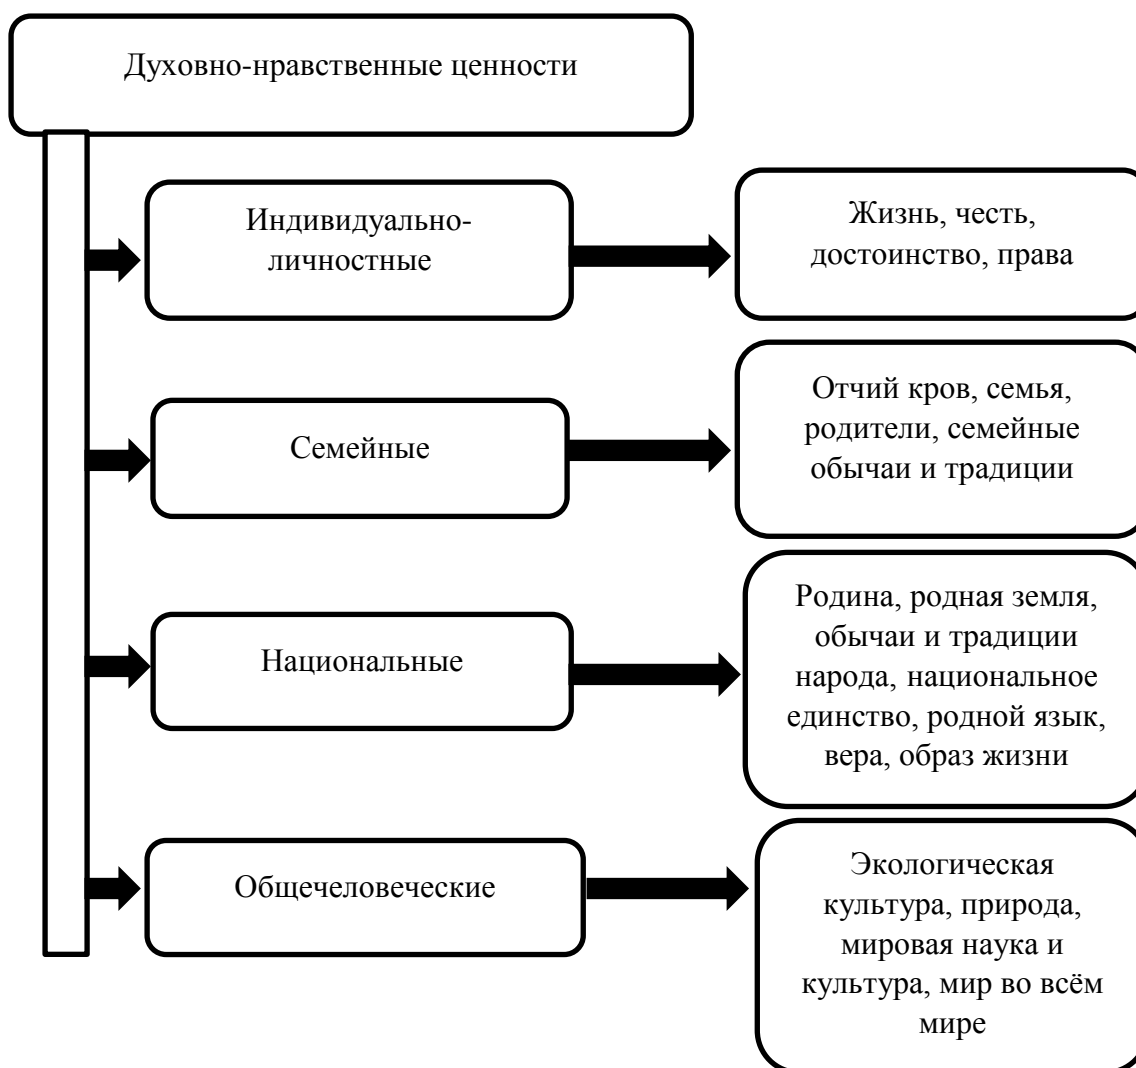 Духовно-нравственные ценности
Индивидуально-
личностные
Жизнь, честь,
достоинство, права
Семейные
Отчий кров, семья,
родители, семейные
обычаи и традиции
Национальные
Родина, родная земля,
обычаи и традиции
народа, национальное
единство, родной язык,
вера, образ жизни
Общечеловеческие
Экологическая
культура, природа,
мировая наука и
культура, мир во всём
мире